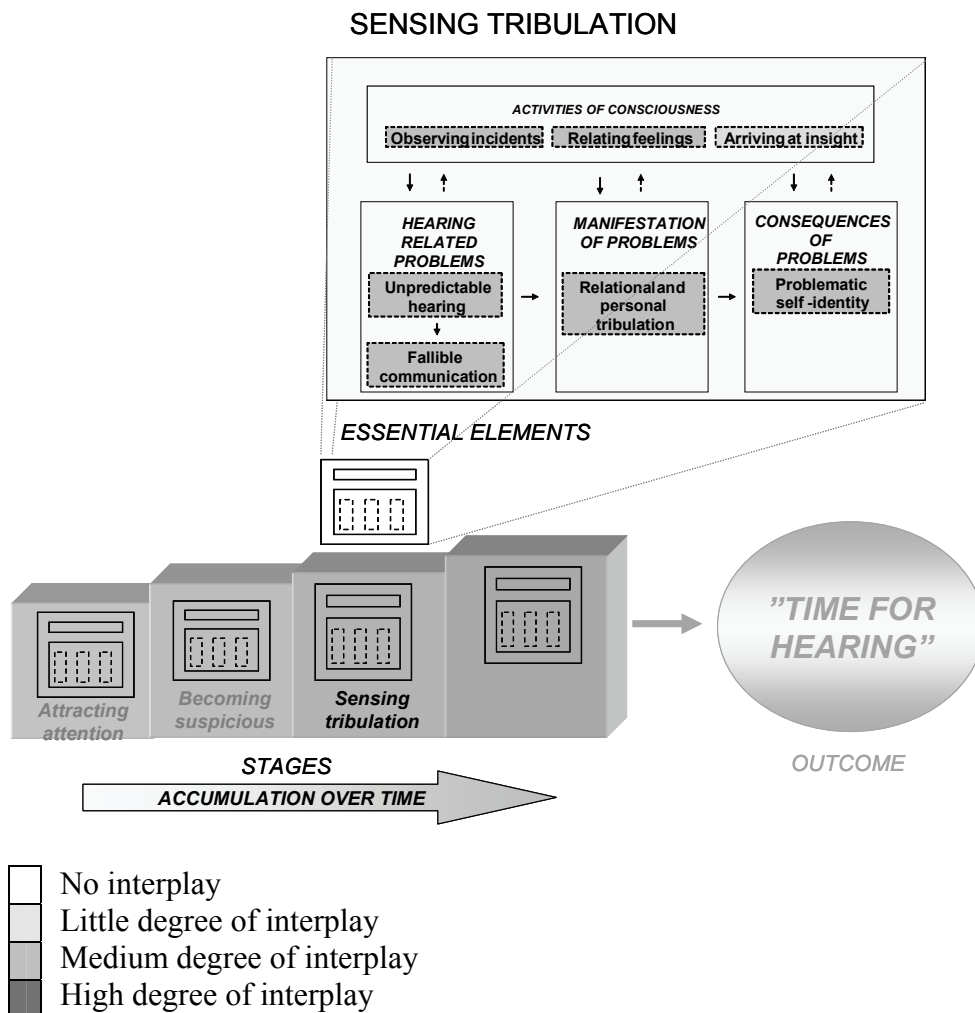 SENSING TRIBULATION
ACTIVITIES OF CONSCIOUSNESS
Observing incidents
Relating feelings
Arriving at insight
HEARING
RELATED
PROBLEMS
Unpredictable
hearing
Fallible
communication
MANIFESTATION
OF PROBLEMS
Relational and
personal
tribulation
CONSEQUENCES
OF
PROBLEMS
Problematic
self -identity
ESSENTIAL ELEMENTS
Attracting
attention
Becoming
suspicious
Sensing
tribulation
”TIME FOR
HEARING”
OUTCOME
STAGES
ACCUMULATION OVER TIME
No interplay
Little degree of interplay
Medium degree of interplay
High degree of interplay